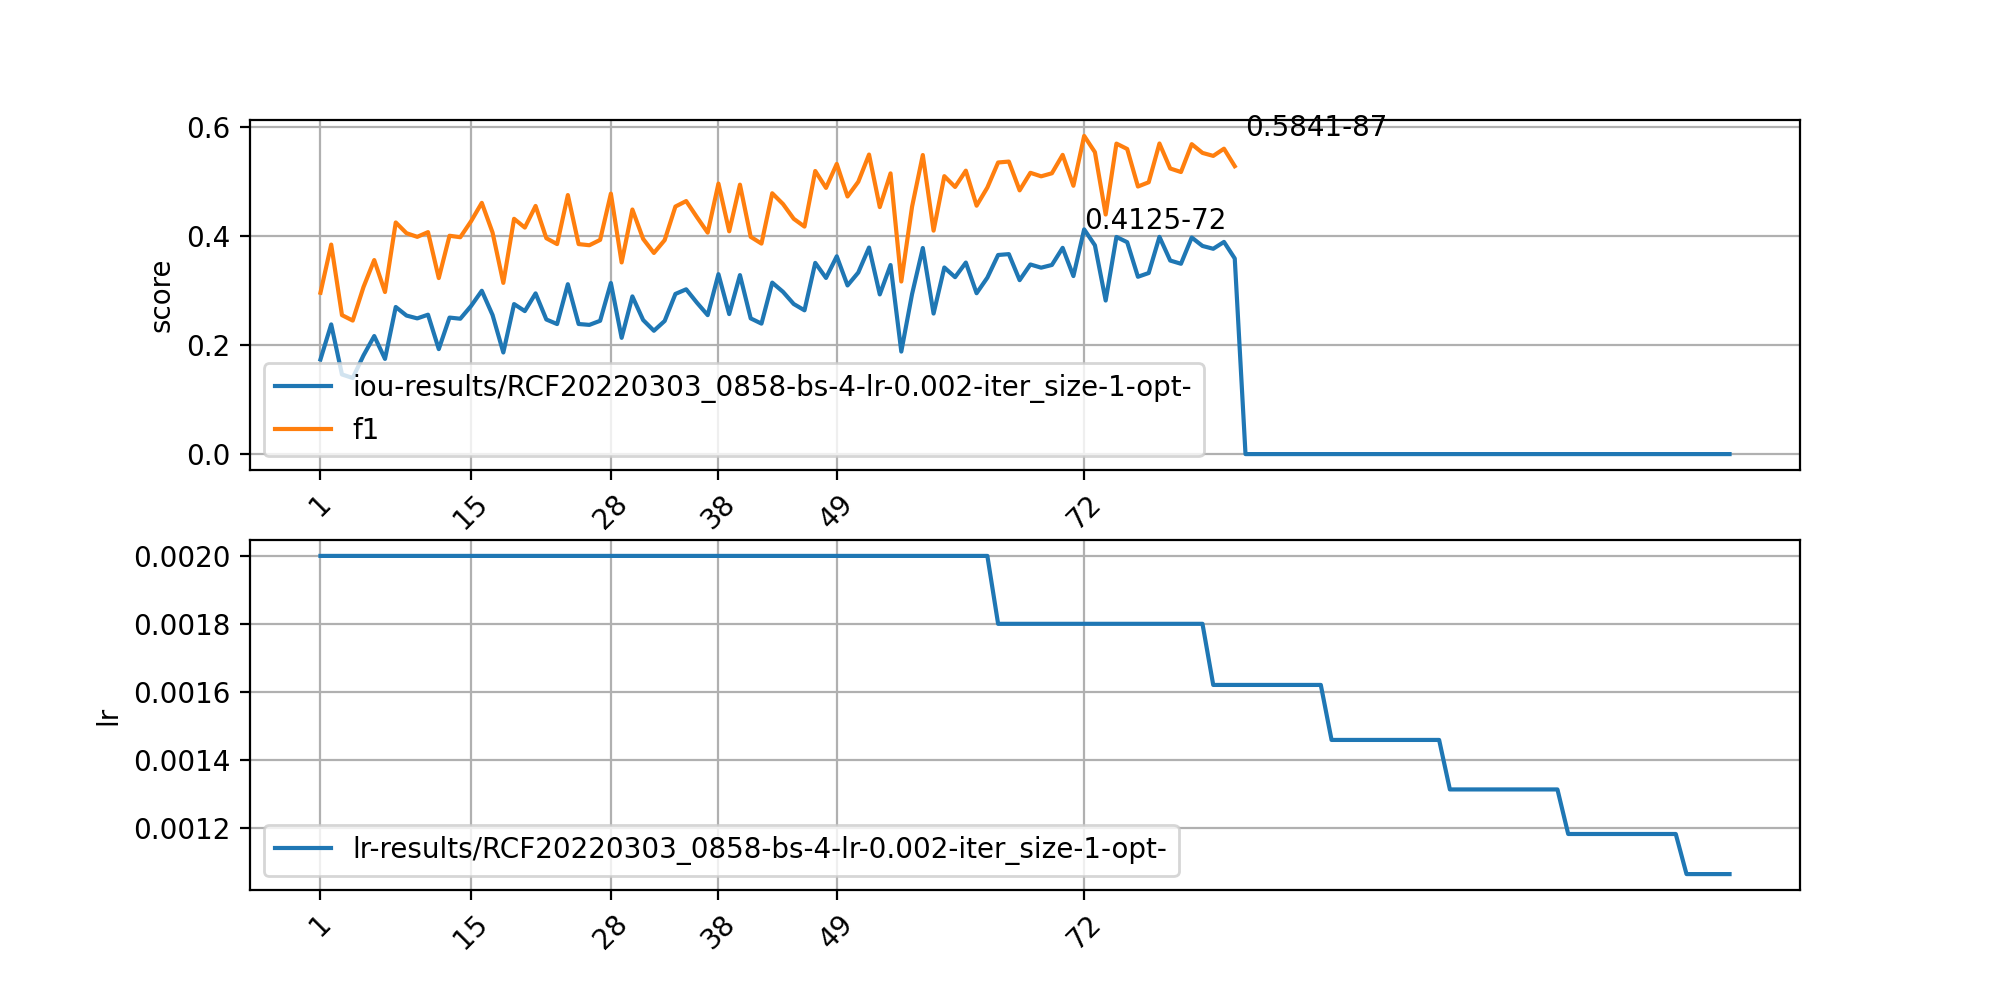 0.5841-87
0.6
0.4125-72
0.4
score
0.2
iou-results/RCF20220303_0858-bs-4-lr-0.002-iter_size-1-opt-
f1
0.0
1 15 28 38 49 72
0.0020
0.0018
0.0016
lr
0.0014
0.0012
lr-results/RCF20220303_0858-bs-4-lr-0.002-iter_size-1-opt-
1 15 28 38 49 72